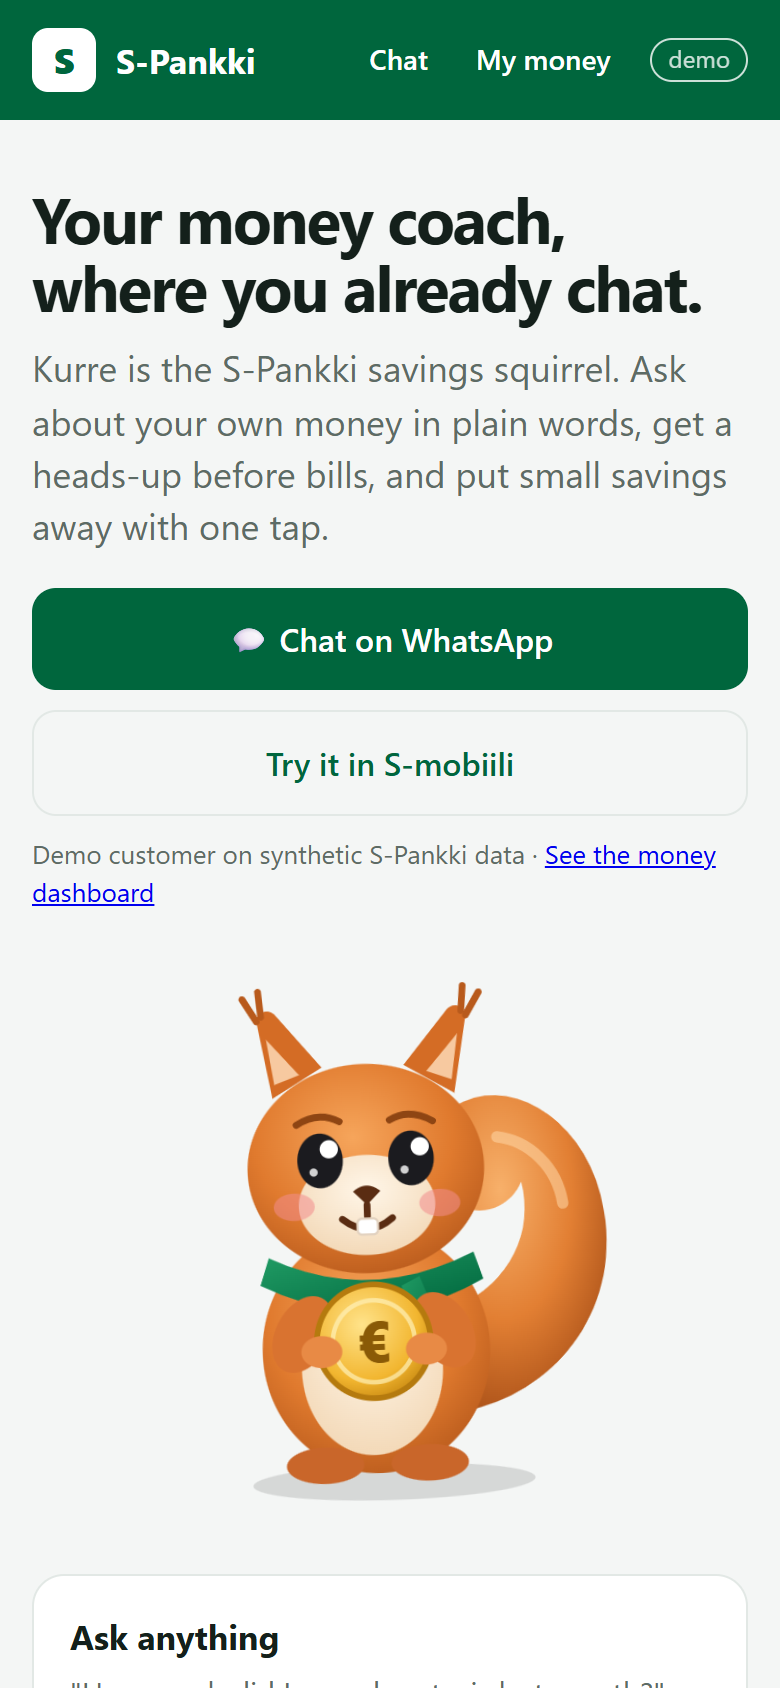 S S-Pankki Chat My money demo
Your money coach,
where you already chat.
Kurre is the S-Pankki savings squirrel. Ask
about your own money in plain words, get a
heads-up before bills, and put small savings
away with one tap.
Chat on WhatsApp
Try it in S-mobiili
Demo customer on synthetic S-Pankki data · See the money
dashboard
€
Ask anything